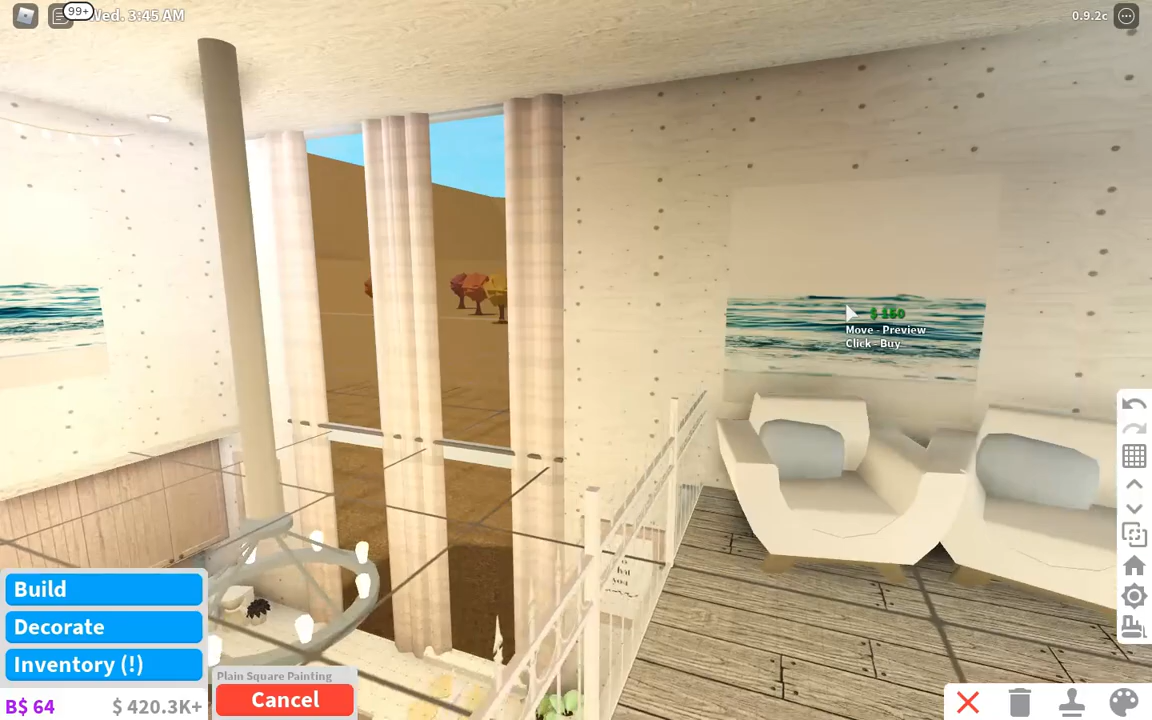 99+
Wed. 3:45 AM
0.9.2c
$ 150
Move - Preview
Click - Buy
Build
Decorate
Inventory (!)
Plain Square Painting
Cancel
B$ 64
$ 420.3K+